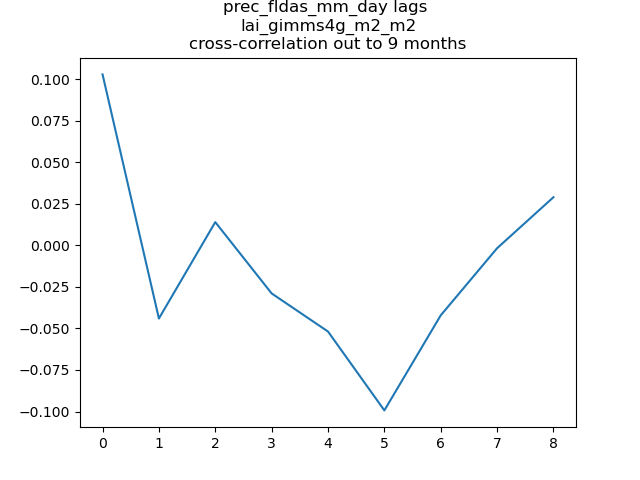 prec_fldas_mm_day lags
lai_gimms4g_m2_m2
cross-correlation out to 9 months
0.100
0.075
0.050
0.025
0.000
−0.025
−0.050
−0.075
−0.100
0 1 2 3 4 5 6 7 8